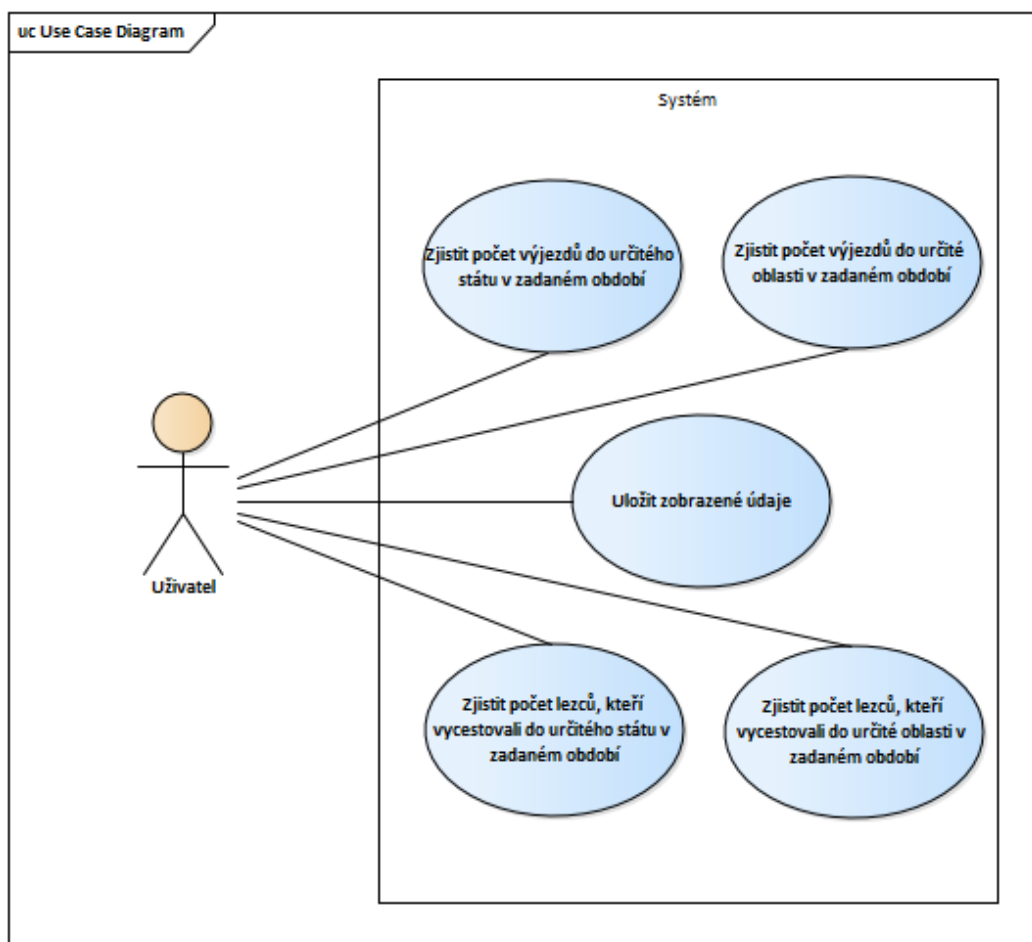 uc Use Case Diagram
Systém
Zjistit počet výjezdů do určitého
státu v zadaném období
Zjistit počet výjezdů do určité
oblasti v zadaném období
Uložit zobrazené údaje
Uživatel
Zjistit počet lezců, kteří
vycestovali do určitého státu v
zadaném období
Zjistit počet lezců, kteří
vycestovali do určité oblasti v
zadaném období